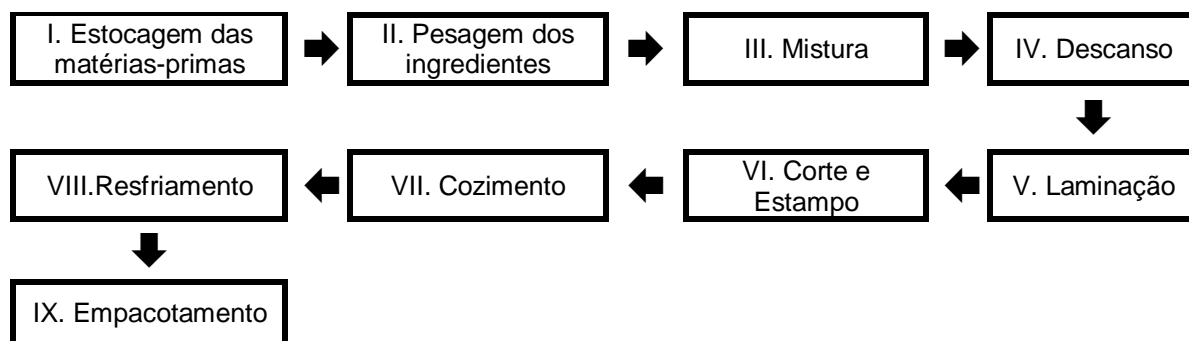 I. Estocagem das
matérias-primas
II. Pesagem dos
ingredientes
III. Mistura
IV. Descanso
V. Laminação
VI. Corte e
Estampo
VII. Cozimento
VIII.Resfriamento
IX. Empacotamento